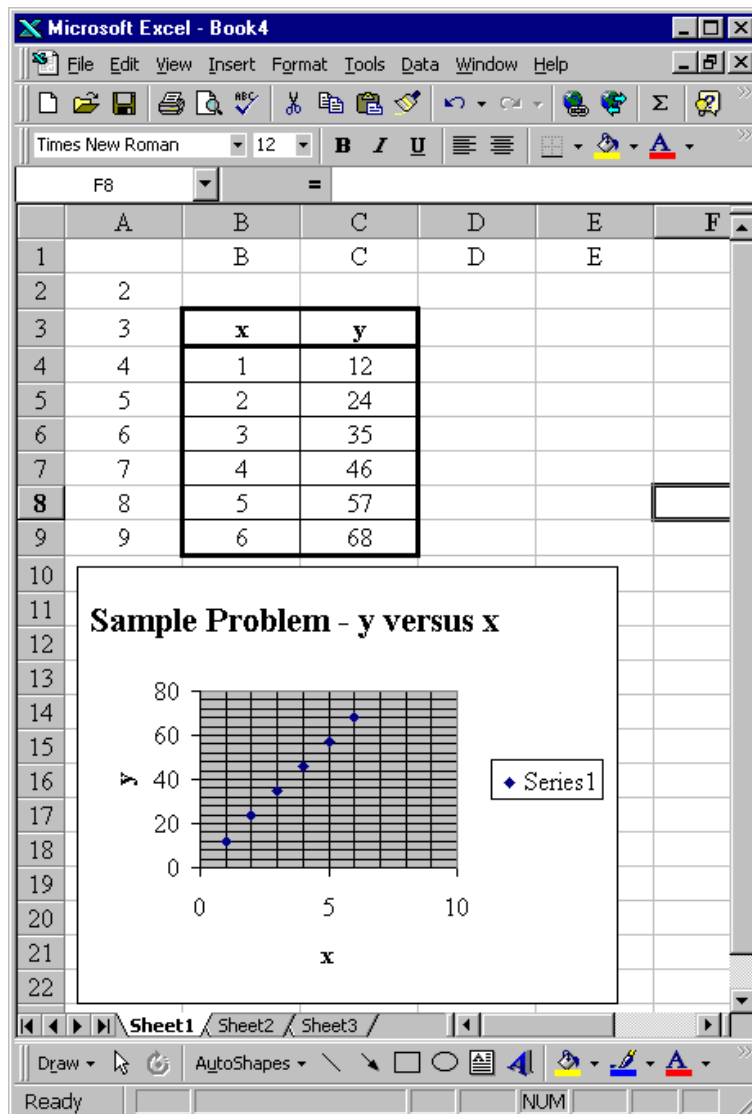 Microsoft Excel - Book4
File Edit View Insert Format Tools Data Window Help
ABC Σ
Times New Roman 12 B I U A
F8 =
A B C D E F
1 B C D E
2 2
3 3 x y
4 4 1 12
5 5 2 24
6 6 3 35
7 7 4 46
8 8 5 57
9 9 6 68
10
11
12
13
14
15
16
17
18
19
20
21
22
Sample Problem - y versus x
80
60
40
20
0
y
Series1
0 5 10
x
Sheet1 Sheet2 Sheet3
Draw AutoShapes A A A
Ready NUM